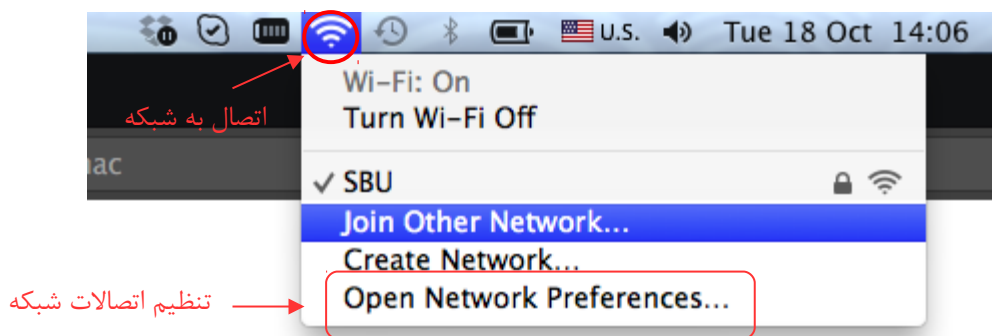 U.S. Tue 18 Oct 14:06
Wi-Fi: On
اتصال به شبکه
Turn Wi-Fi Off
ac
✓ SBU
Join Other Network...
Create Network...
Open Network Preferences...
تنظیم اتصالات شبکه